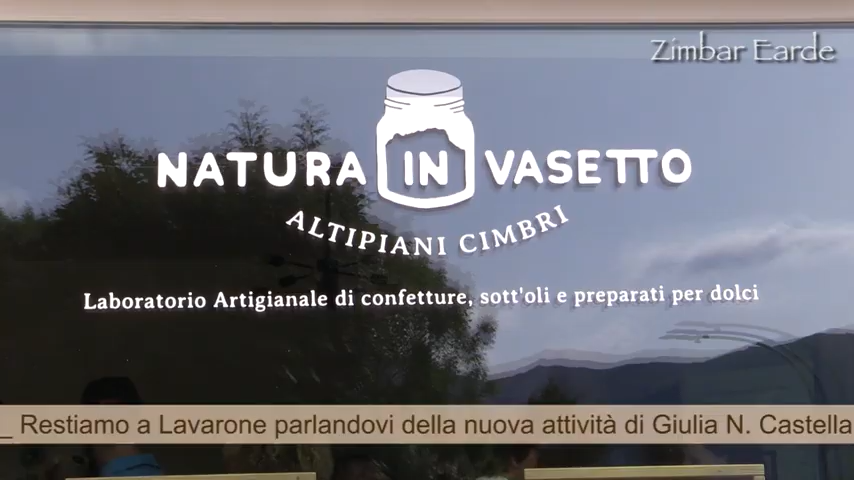 Zimbar Earde
NATURA IN VASETTO
ALTIPIANI CIMBRI
Laboratorio Artigianale di confetture, sott'oli e preparati per dolci
_ Restiamo a Lavarone parlandovi della nuova attività di Giulia N. Castella